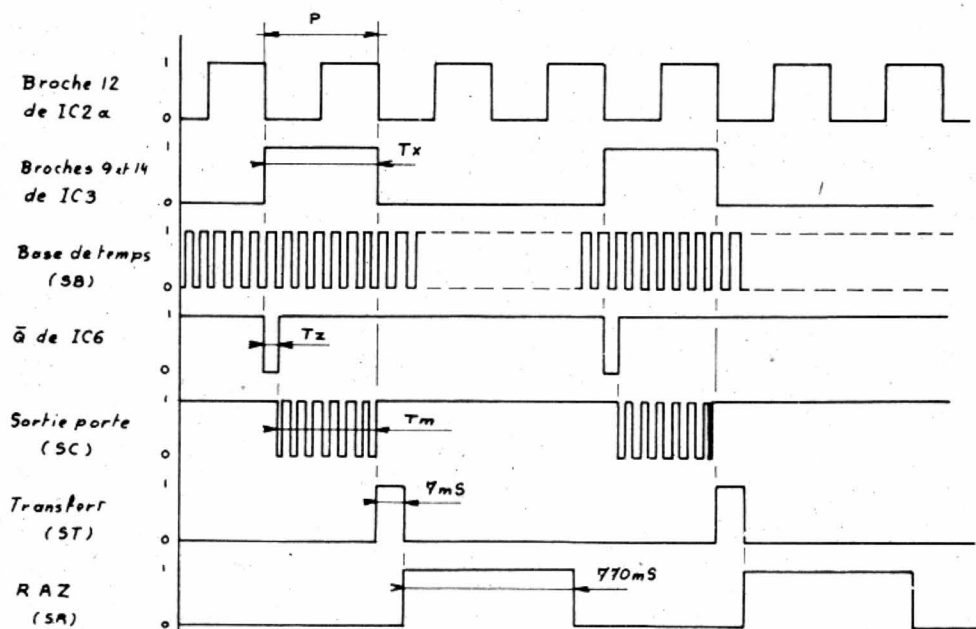 P
1
Broche 12
de IC2 a
0
1
Tx
Broches 9 et 14
de IC3
0
1
Base de temps
(SB)
0
1
Q̄ de IC6
Tz
0
1
Sortie porte
(SC)
Tm
0
1
Transfert
(ST)
7mS
0
1
RAZ
(SR)
770mS
0